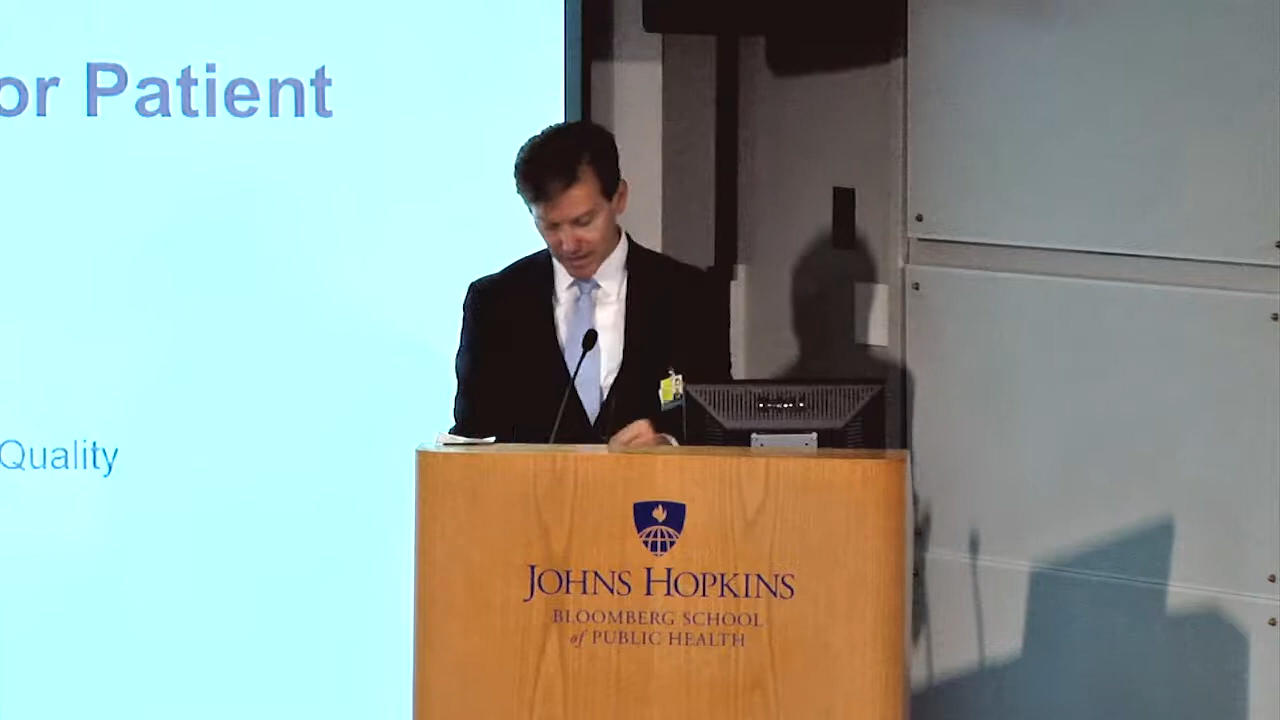 or Patient
Quality
JOHNS HOPKINS
BLOOMBERG SCHOOL
of PUBLIC HEALTH